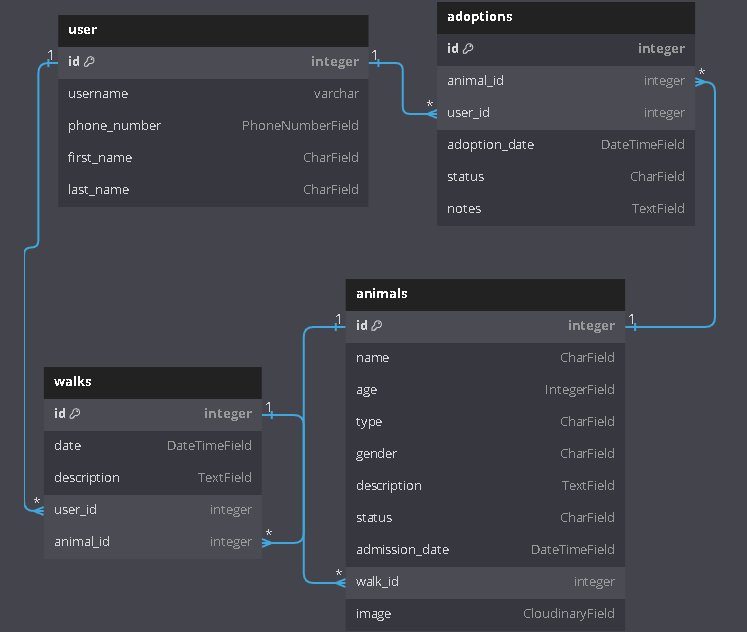 user
id integer
username varchar
phone_number PhoneNumberField
first_name CharField
last_name CharField
1
1
adoptions
id integer
animal_id integer
user_id integer
adoption_date DateTimeField
status CharField
notes TextField
*
*
animals
id integer
name CharField
age IntegerField
type CharField
gender CharField
description TextField
status CharField
admission_date DateTimeField
walk_id integer
image CloudinaryField
1
1
*
walks
id integer
date DateTimeField
description TextField
user_id integer
animal_id integer
1
*
*